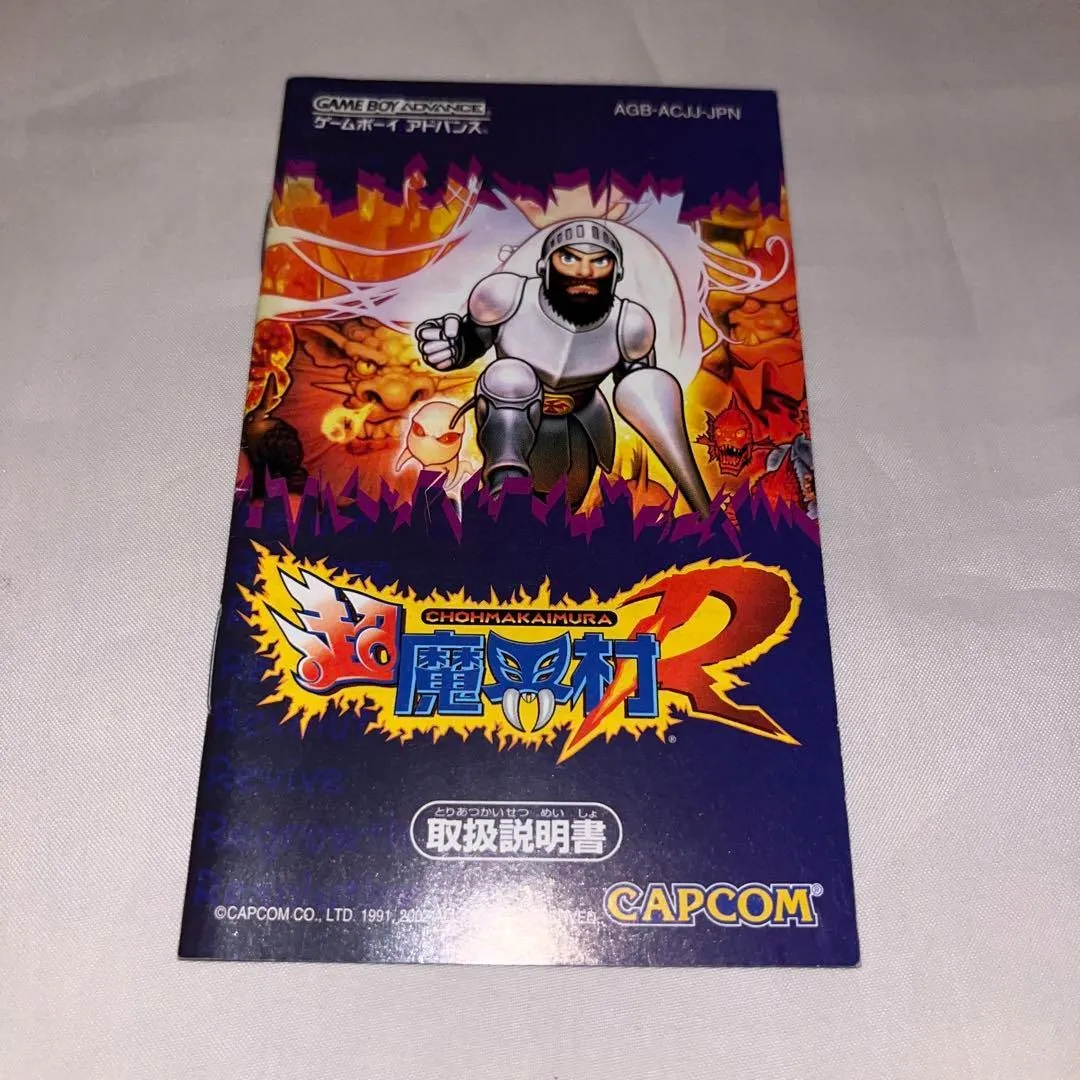 GAME BOY ADVANCE
ゲームボーイ アドバンス
AGB-ACJJ-JPN
CHOHMAKAIMURA
超魔界村R
®
Revive
とりあつかいせつめいしょ
取扱説明書
©CAPCOM CO., LTD. 1991, 2002
CAPCOM®